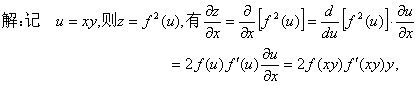 解:记 u = xy,则z = f²(u),有 ∂z/∂x = ∂/∂x [f²(u)] = d/du [f²(u)]·∂u/∂x
= 2f(u)f′(u) ∂u/∂x = 2f(xy)f′(xy)y,